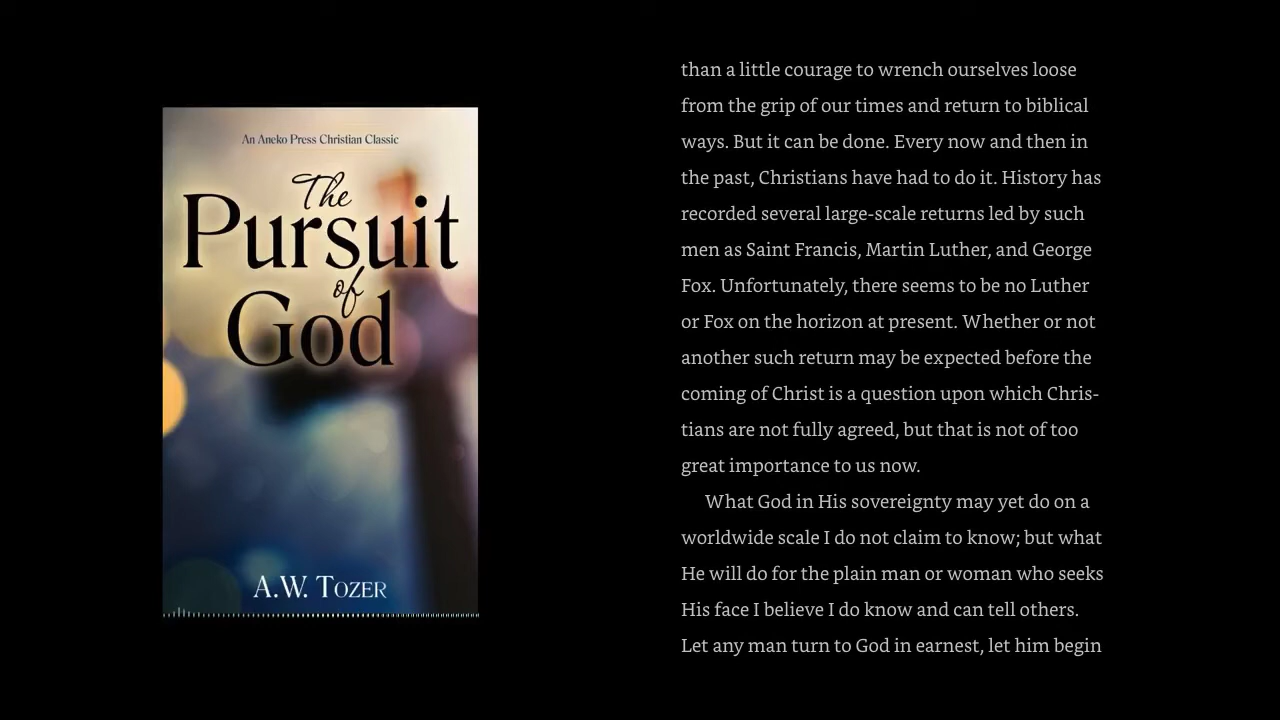 An Aneko Press Christian Classic
The
Pursuit
of
God
A.W. Tozer
than a little courage to wrench ourselves loose
from the grip of our times and return to biblical
ways. But it can be done. Every now and then in
the past, Christians have had to do it. History has
recorded several large-scale returns led by such
men as Saint Francis, Martin Luther, and George
Fox. Unfortunately, there seems to be no Luther
or Fox on the horizon at present. Whether or not
another such return may be expected before the
coming of Christ is a question upon which Chris-
tians are not fully agreed, but that is not of too
great importance to us now.
What God in His sovereignty may yet do on a
worldwide scale I do not claim to know; but what
He will do for the plain man or woman who seeks
His face I believe I do know and can tell others.
Let any man turn to God in earnest, let him begin